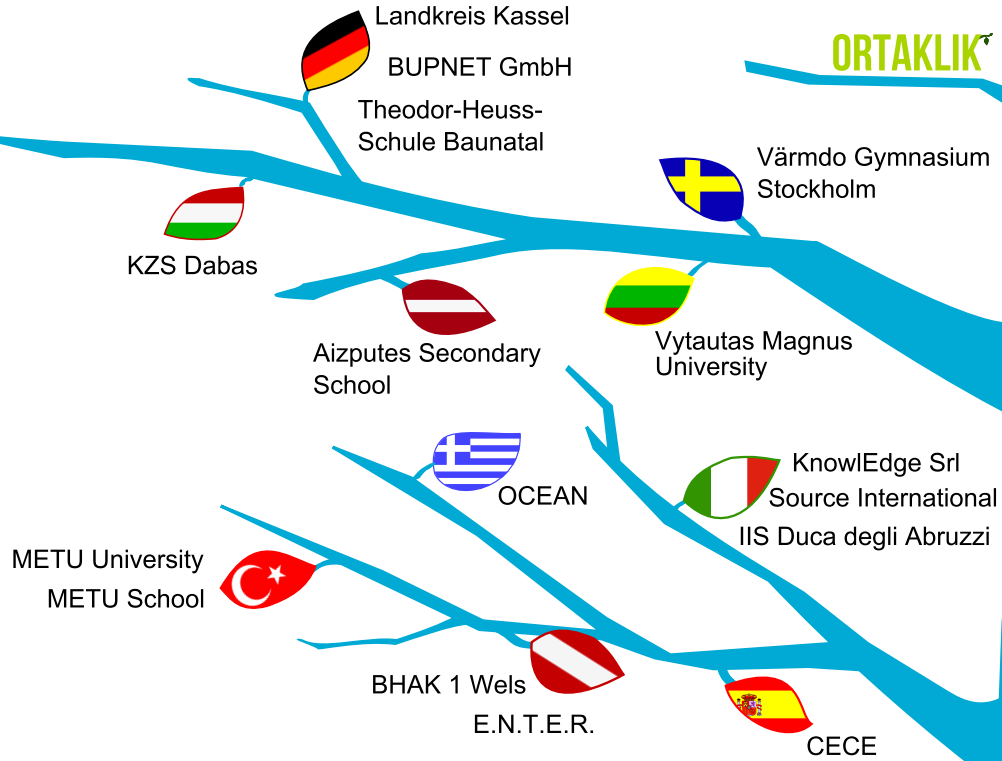 Landkreis Kassel
BUPNET GmbH
Theodor-Heuss-
Schule Baunatal
ORTAKLIK
Värmdo Gymnasium
Stockholm
KZS Dabas
Aizputes Secondary
School
Vytautas Magnus
University
OCEAN
KnowlEdge Srl
Source International
IIS Duca degli Abruzzi
METU University
METU School
BHAK 1 Wels
E.N.T.E.R.
CECE